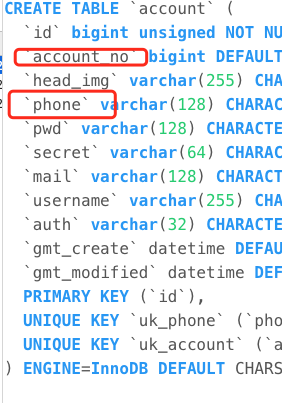 CREATE TABLE `account` (
`id` bigint unsigned NOT NU
`account_no` bigint DEFAULT
`head_img` varchar(255) CHA
`phone` varchar(128) CHARAC
`pwd` varchar(128) CHARACTE
`secret` varchar(64) CHARAC
`mail` varchar(128) CHARACT
`username` varchar(255) CHA
`auth` varchar(32) CHARACTE
`gmt_create` datetime DEFAU
`gmt_modified` datetime DEF
PRIMARY KEY (`id`),
UNIQUE KEY `uk_phone` (`pho
UNIQUE KEY `uk_account` (`a
) ENGINE=InnoDB DEFAULT CHARS